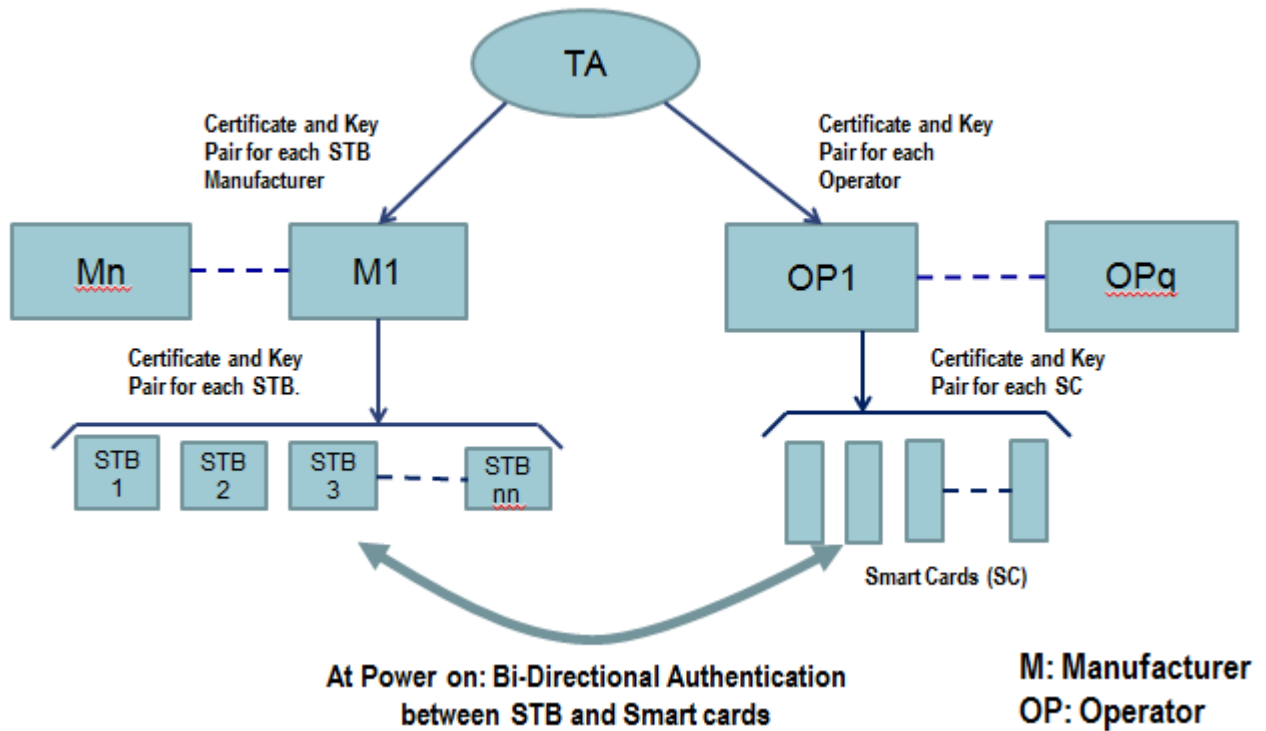 TA
Certificate and Key
Pair for each STB
Manufacturer
Certificate and Key
Pair for each
Operator
Mn
M1
OP1
OPq
Certificate and Key
Pair for each STB.
Certificate and Key
Pair for each SC
STB
1
STB
2
STB
3
STB
nn
Smart Cards (SC)
At Power on: Bi-Directional Authentication
between STB and Smart cards
M: Manufacturer
OP: Operator